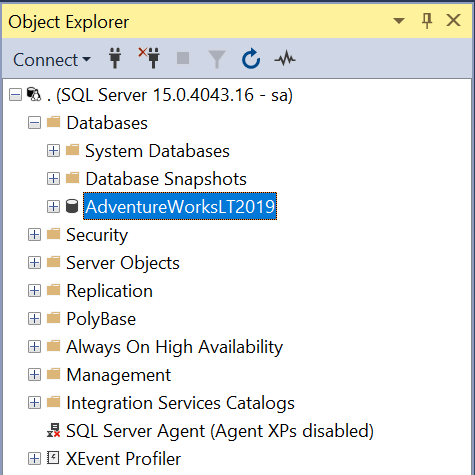 Object Explorer
Connect
. (SQL Server 15.0.4043.16 - sa)
Databases
System Databases
Database Snapshots
AdventureWorksLT2019
Security
Server Objects
Replication
PolyBase
Always On High Availability
Management
Integration Services Catalogs
SQL Server Agent (Agent XPs disabled)
XEvent Profiler